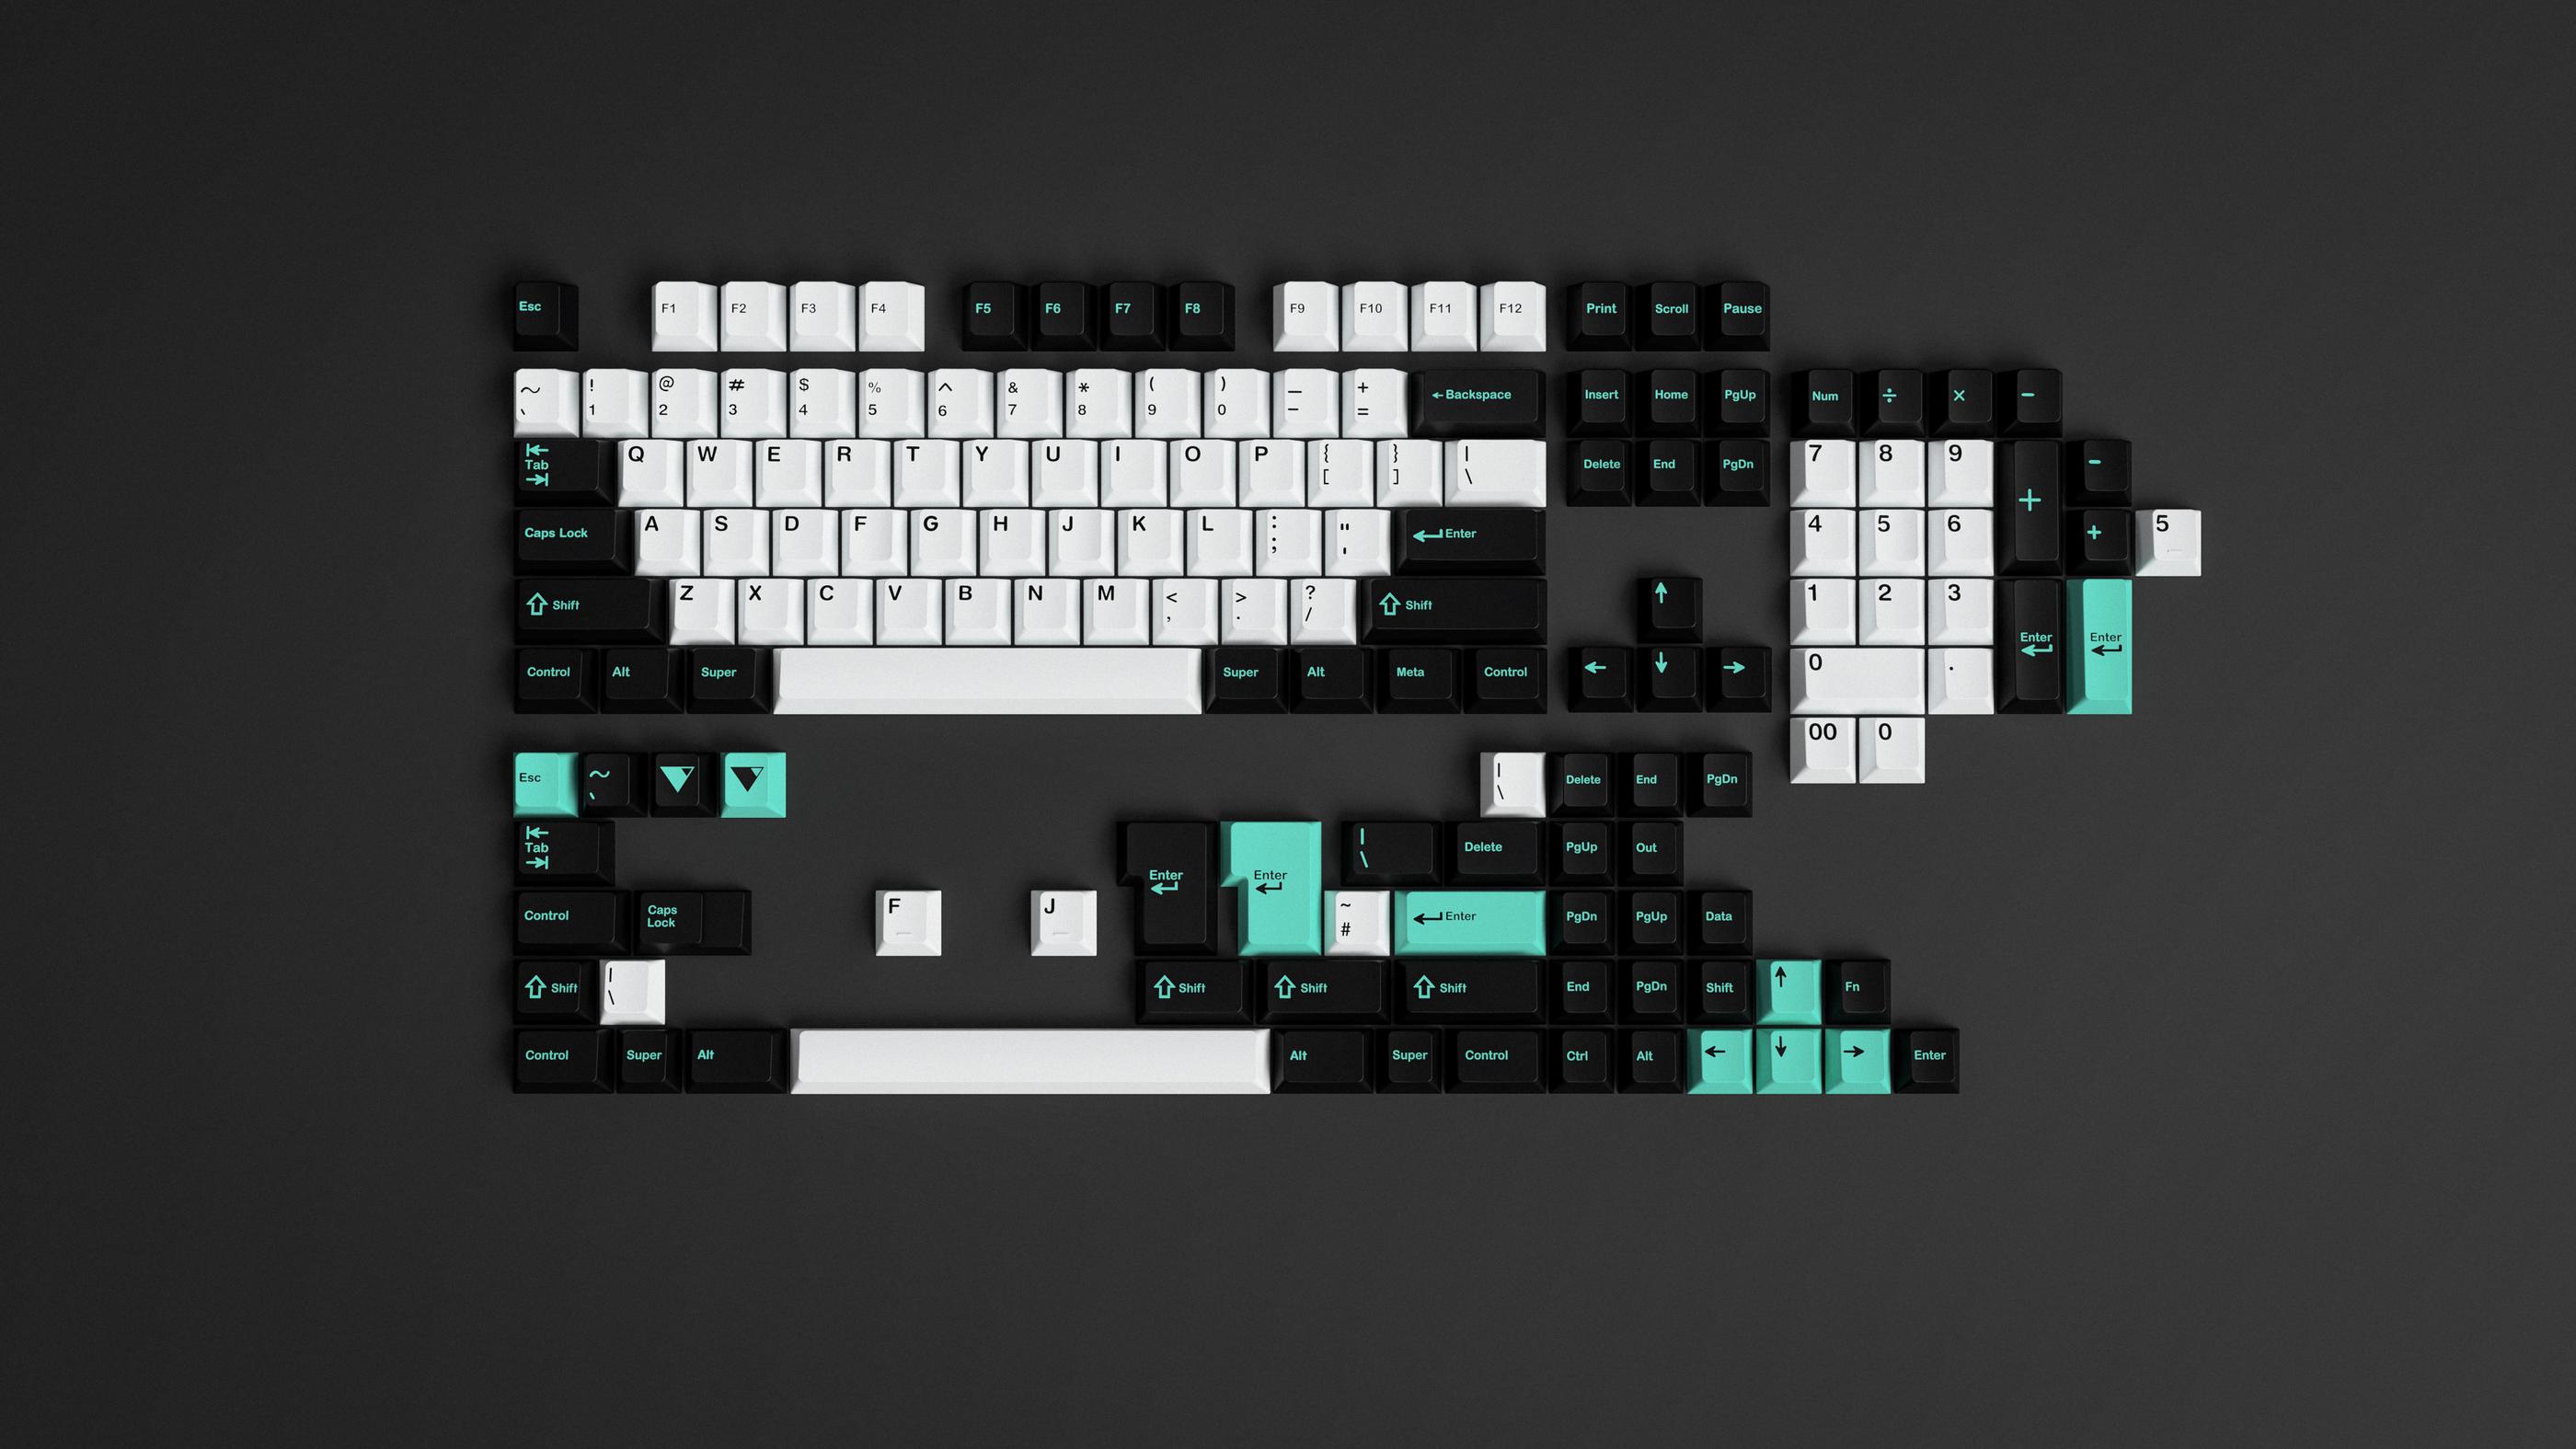 Esc F1 F2 F3 F4 F5 F6 F7 F8 F9 F10 F11 F12 Print Scroll Pause
~ ! @ # $ % ^ & * ( ) — +
` 1 2 3 4 5 6 7 8 9 0 – = ←Backspace Insert Home PgUp Num ÷ × −
⇤ Tab ⇥ Q W E R T Y U I O P { [ } ] | \ Delete End PgDn 7 8 9 + −
Caps Lock A S D F G H J K L : ; " ' ↵ Enter 4 5 6 + 5
⇧ Shift Z X C V B N M < , > . ? / ⇧ Shift ↑ 1 2 3 Enter ↵ Enter ↵
Control Alt Super Super Alt Meta Control ← ↓ → 0 .
00 0
Esc ~ ` | \ Delete End PgDn
⇤ Tab ⇥ Enter ↵ Enter ↵ | \ Delete PgUp Out
Control Caps Lock F J ~ # ↵ Enter PgDn PgUp Data
⇧ Shift | \ ⇧ Shift ⇧ Shift ⇧ Shift End PgDn Shift ↑ Fn
Control Super Alt Alt Super Control Ctrl Alt ← ↓ → Enter